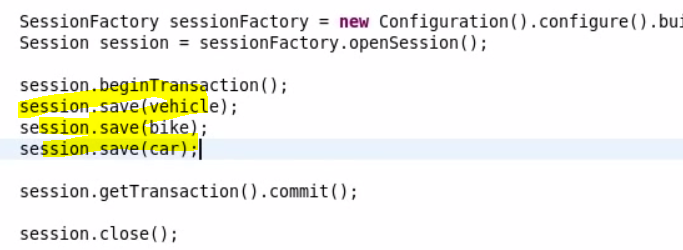 SessionFactory sessionFactory = new Configuration().configure().bui
Session session = sessionFactory.openSession();
session.beginTransaction();
session.save(vehicle);
session.save(bike);
session.save(car);
session.getTransaction().commit();
session.close();